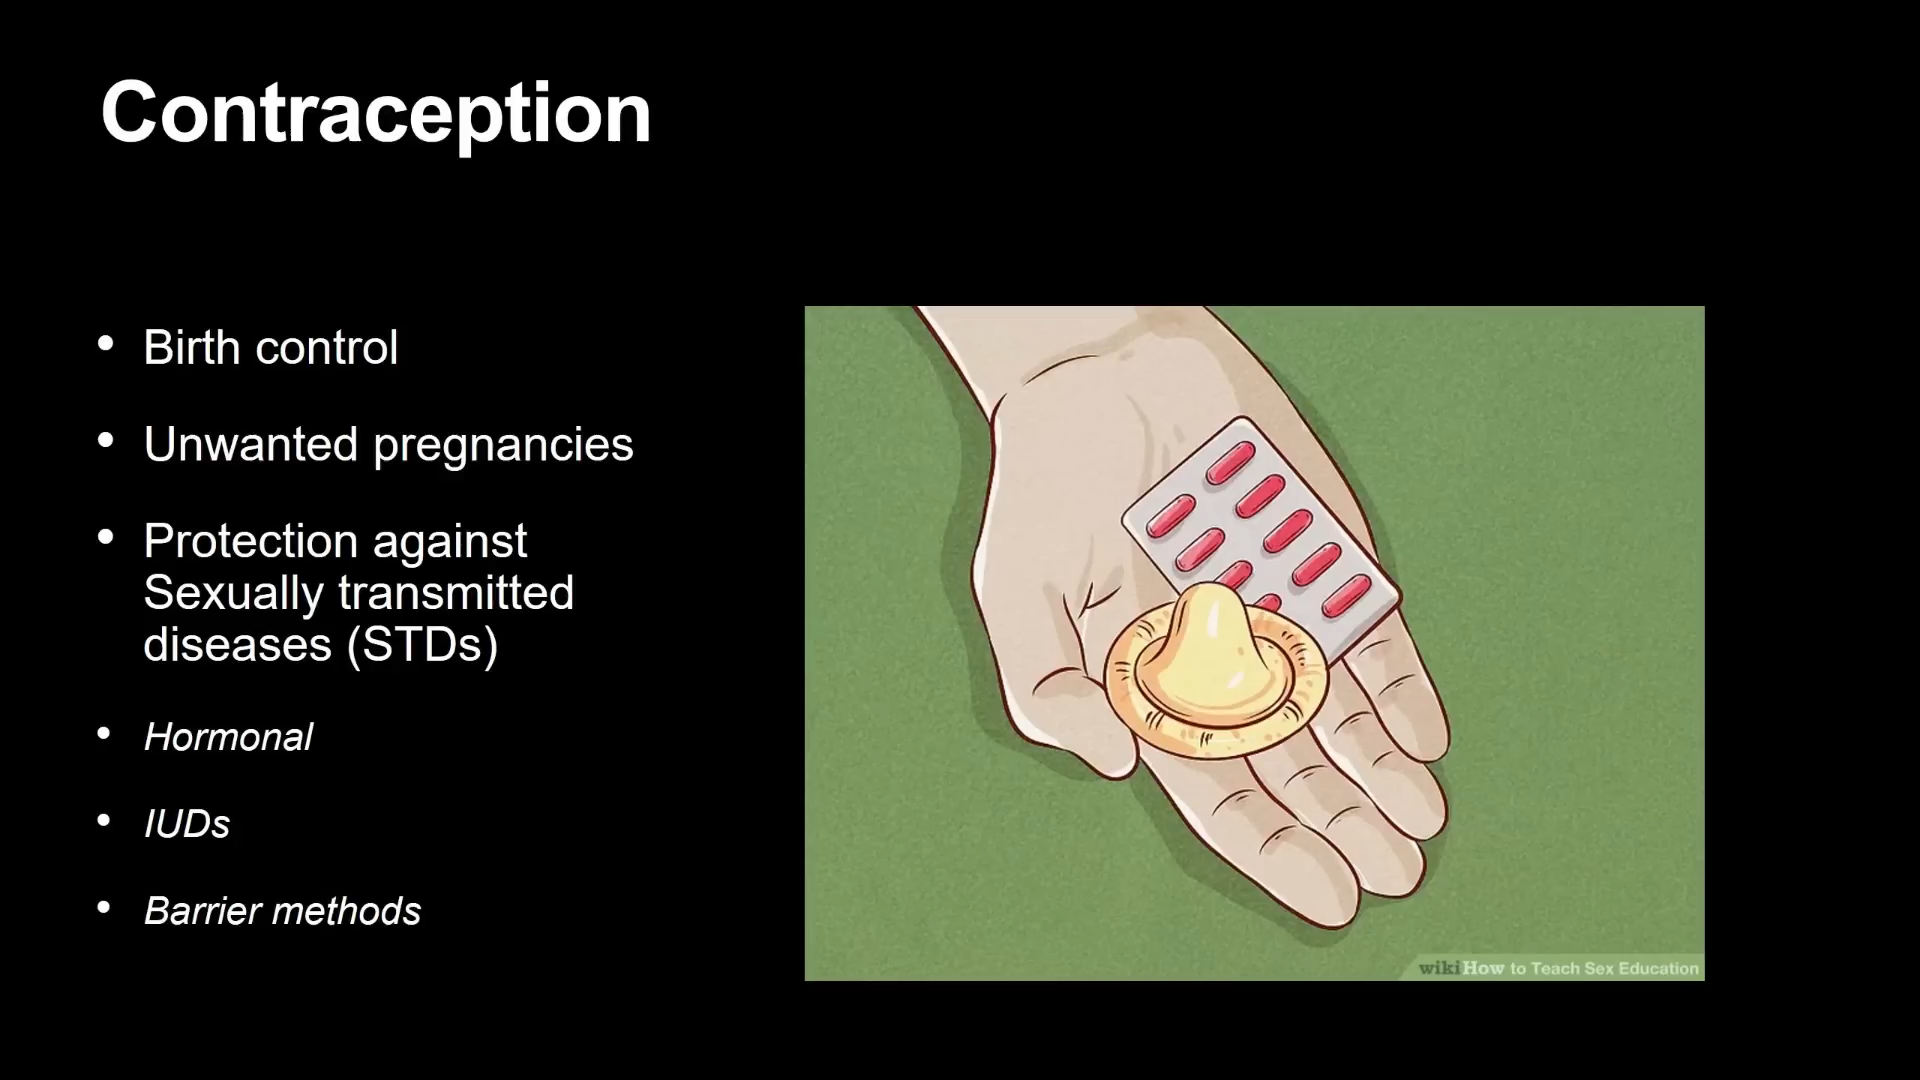 Contraception
• Birth control
• Unwanted pregnancies
• Protection against
Sexually transmitted
diseases (STDs)
• Hormonal
• IUDs
• Barrier methods
wikiHow to Teach Sex Education